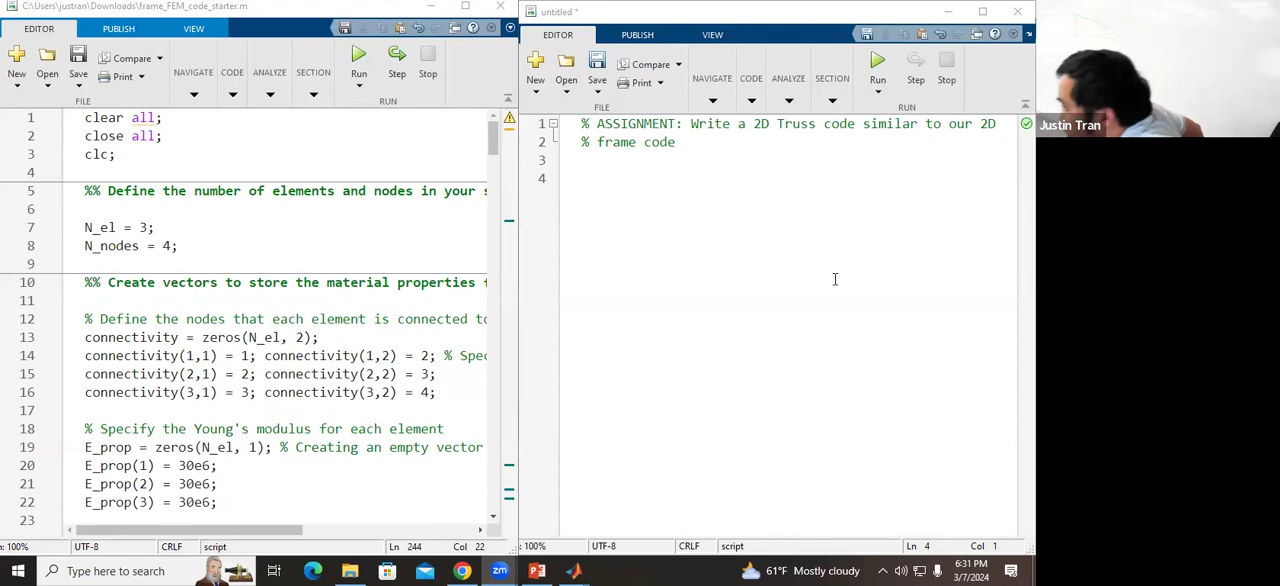 C:\Users\justran\Downloads\frame_FEM_code_starter.m
EDITOR PUBLISH VIEW
New Open Save Compare Print NAVIGATE CODE ANALYZE SECTION Run Step Stop
FILE RUN
1 clear all;
2 close all;
3 clc;
4
5 %% Define the number of elements and nodes in your s
6
7 N_el = 3;
8 N_nodes = 4;
9
10 %% Create vectors to store the material properties f
11
12 % Define the nodes that each element is connected to
13 connectivity = zeros(N_el, 2);
14 connectivity(1,1) = 1; connectivity(1,2) = 2; % Spec
15 connectivity(2,1) = 2; connectivity(2,2) = 3;
16 connectivity(3,1) = 3; connectivity(3,2) = 4;
17
18 % Specify the Young's modulus for each element
19 E_prop = zeros(N_el, 1); % Creating an empty vector
20 E_prop(1) = 30e6;
21 E_prop(2) = 30e6;
22 E_prop(3) = 30e6;
23
: 100% UTF-8 CRLF script Ln 244 Col 22
untitled *
EDITOR PUBLISH VIEW
New Open Save Compare Print NAVIGATE CODE ANALYZE SECTION Run Step Stop
FILE RUN
1 % ASSIGNMENT: Write a 2D Truss code similar to our 2D
2 % frame code
3
4
: 100% UTF-8 CRLF script Ln 4 Col 1
Justin Tran
Type here to search
zm
61°F Mostly cloudy
6:31 PM
3/7/2024